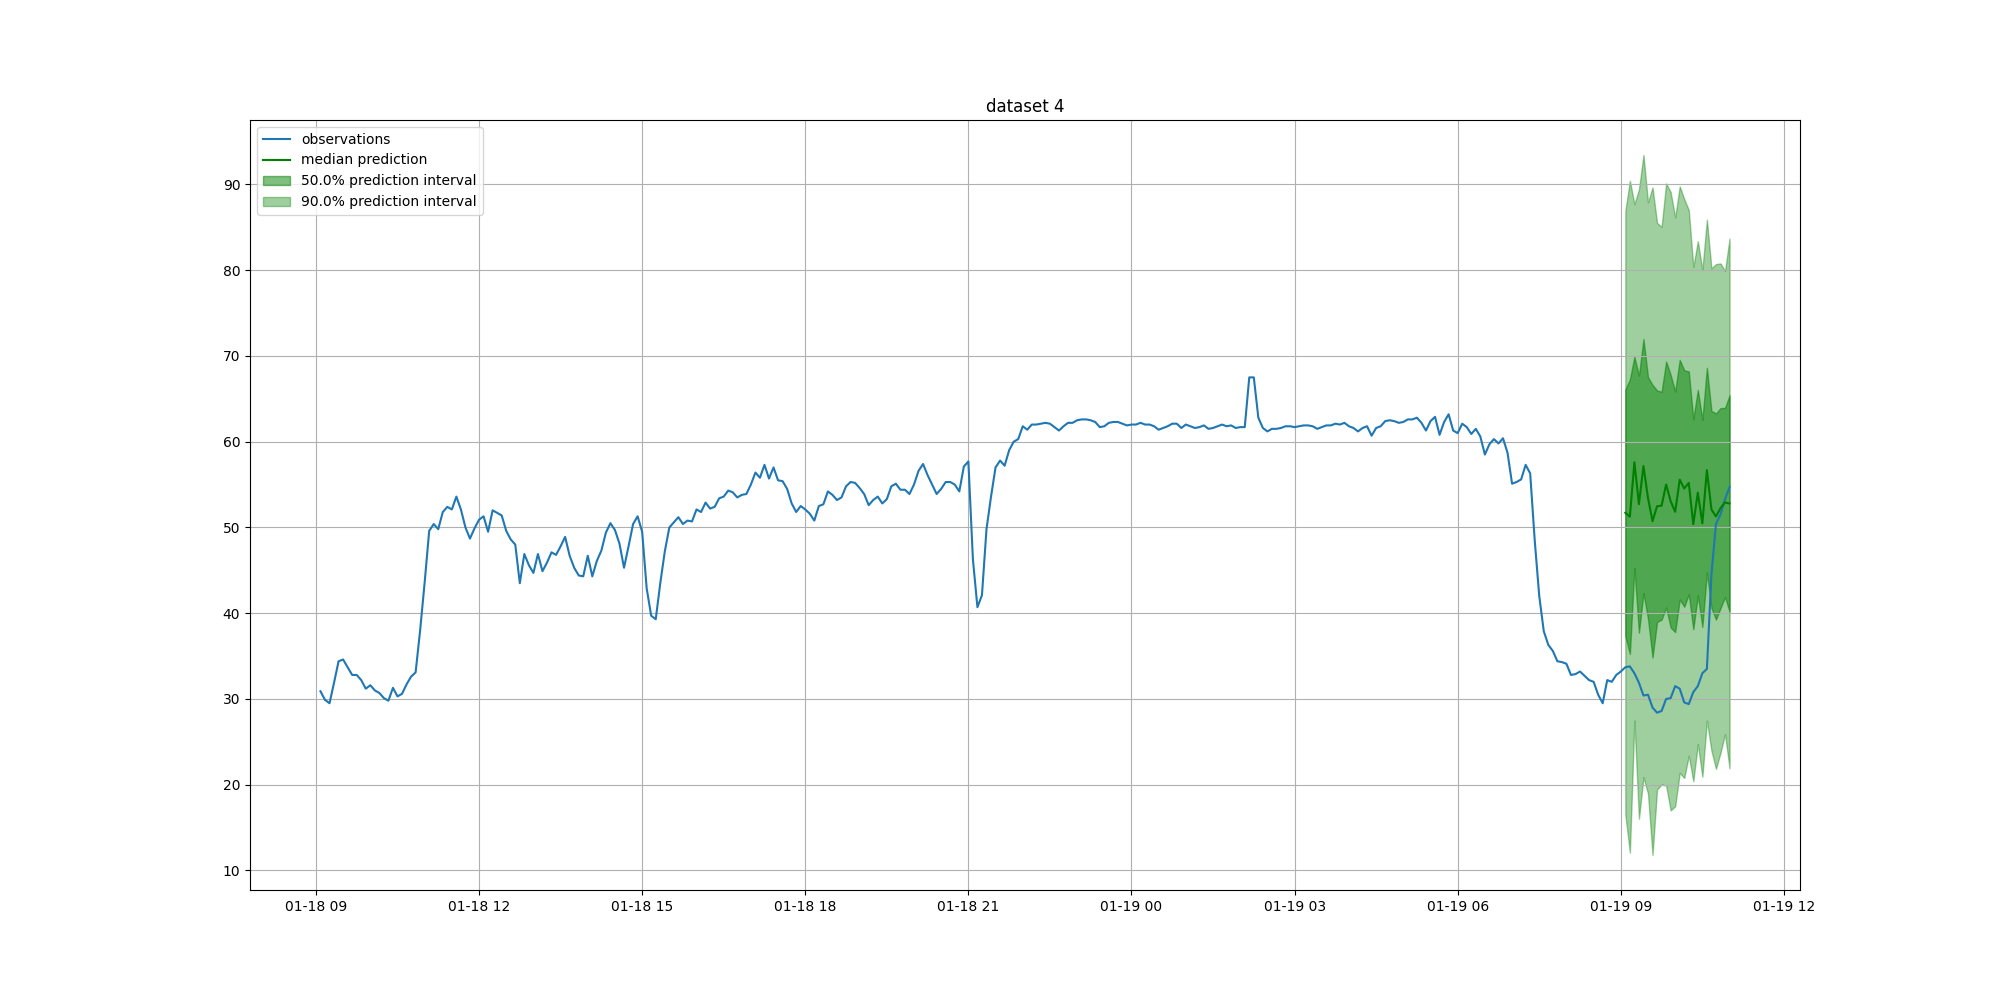 dataset 4
observations
median prediction
50.0% prediction interval
90.0% prediction interval
90
80
70
60
50
40
30
20
10
01-18 09 01-18 12 01-18 15 01-18 18 01-18 21 01-19 00 01-19 03 01-19 06 01-19 09 01-19 12